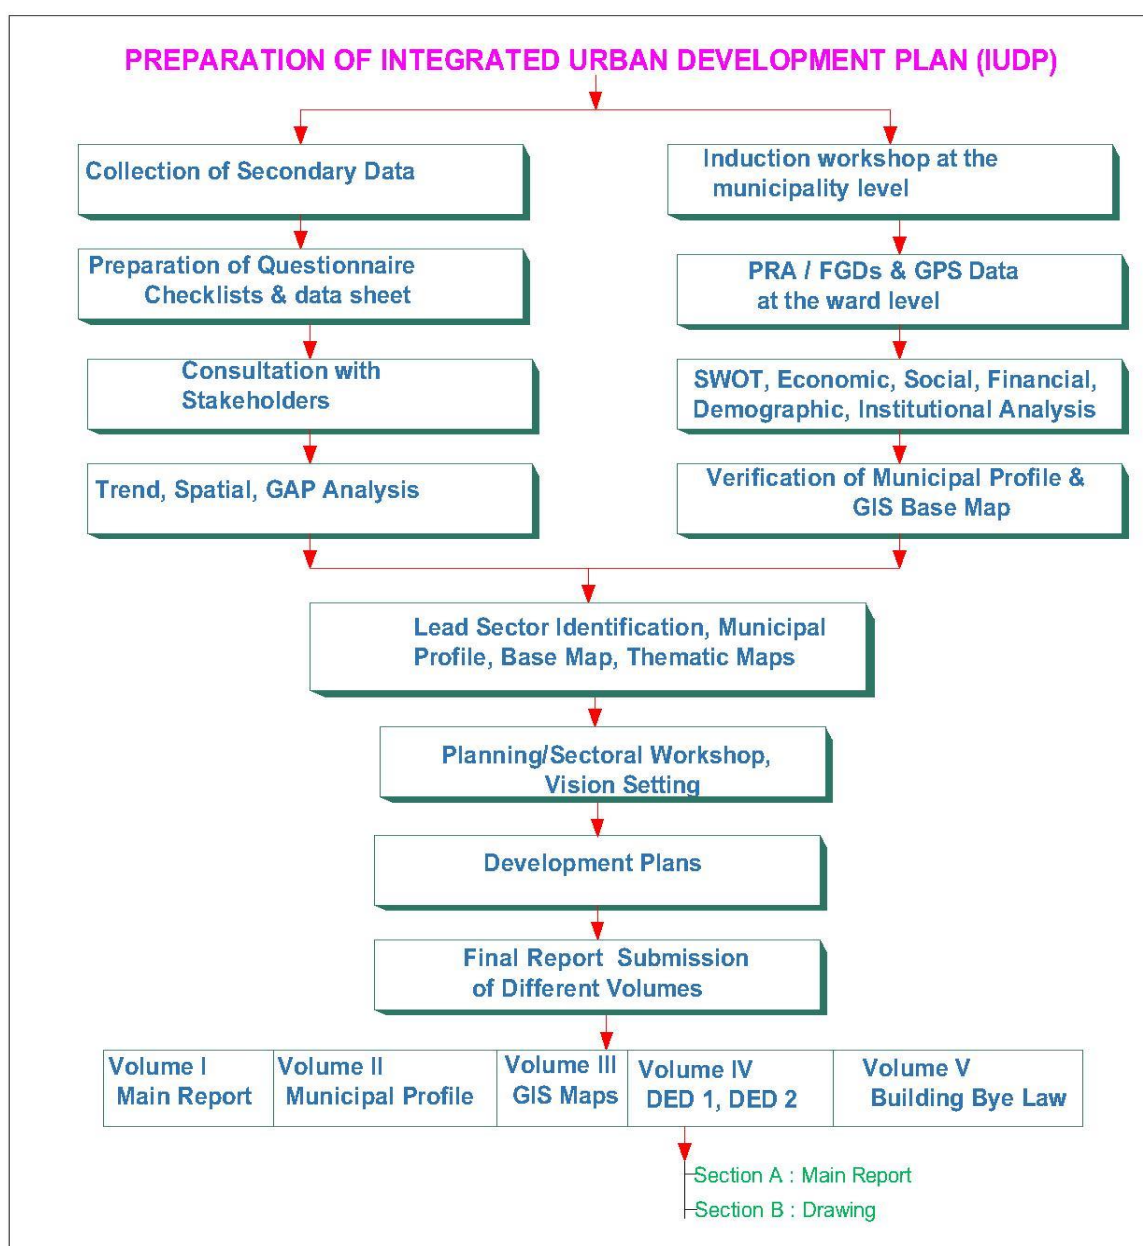 PREPARATION OF INTEGRATED URBAN DEVELOPMENT PLAN (IUDP)
Collection of Secondary Data
Induction workshop at the
municipality level
Preparation of Questionnaire
Checklists & data sheet
PRA / FGDs & GPS Data
at the ward level
Consultation with
Stakeholders
SWOT, Economic, Social, Financial,
Demographic, Institutional Analysis
Trend, Spatial, GAP Analysis
Verification of Municipal Profile &
GIS Base Map
Lead Sector Identification, Municipal
Profile, Base Map, Thematic Maps
Planning/Sectoral Workshop,
Vision Setting
Development Plans
Final Report Submission
of Different Volumes
Volume I
Main Report
Volume II
Municipal Profile
Volume III
GIS Maps
Volume IV
DED 1, DED 2
Volume V
Building Bye Law
Section A : Main Report
Section B : Drawing